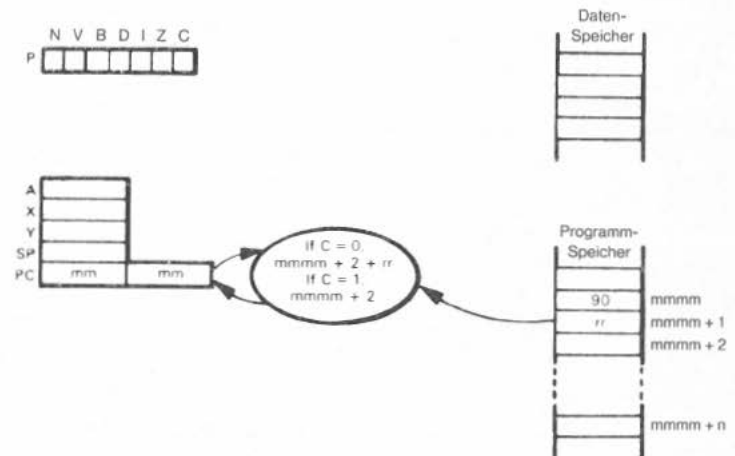 N V B D I Z C
P
Daten-
Speicher
A
X
Y
SP
PC mm mm
If C = 0.
mmmm + 2 + rr
If C = 1.
mmmm + 2
Programm-
Speicher
90 mmmm
rr mmmm + 1
mmmm + 2
mmmm + n